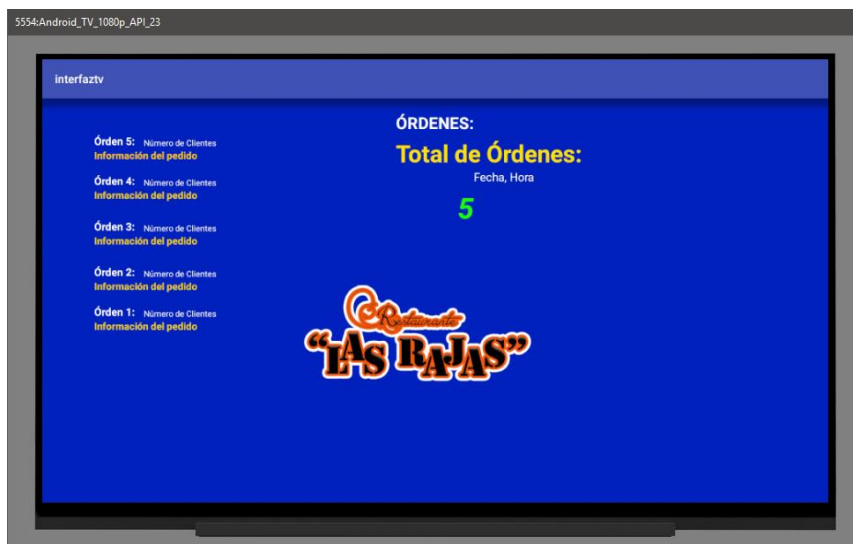 5554:Android_TV_1080p_API_23
interfaztv
Órden 5: Número de Clientes
Información del pedido
Órden 4: Número de Clientes
Información del pedido
Órden 3: Número de Clientes
Información del pedido
Órden 2: Número de Clientes
Información del pedido
Órden 1: Número de Clientes
Información del pedido
ÓRDENES:
Total de Órdenes:
Fecha, Hora
5
Restaurante
“LAS RAJAS”